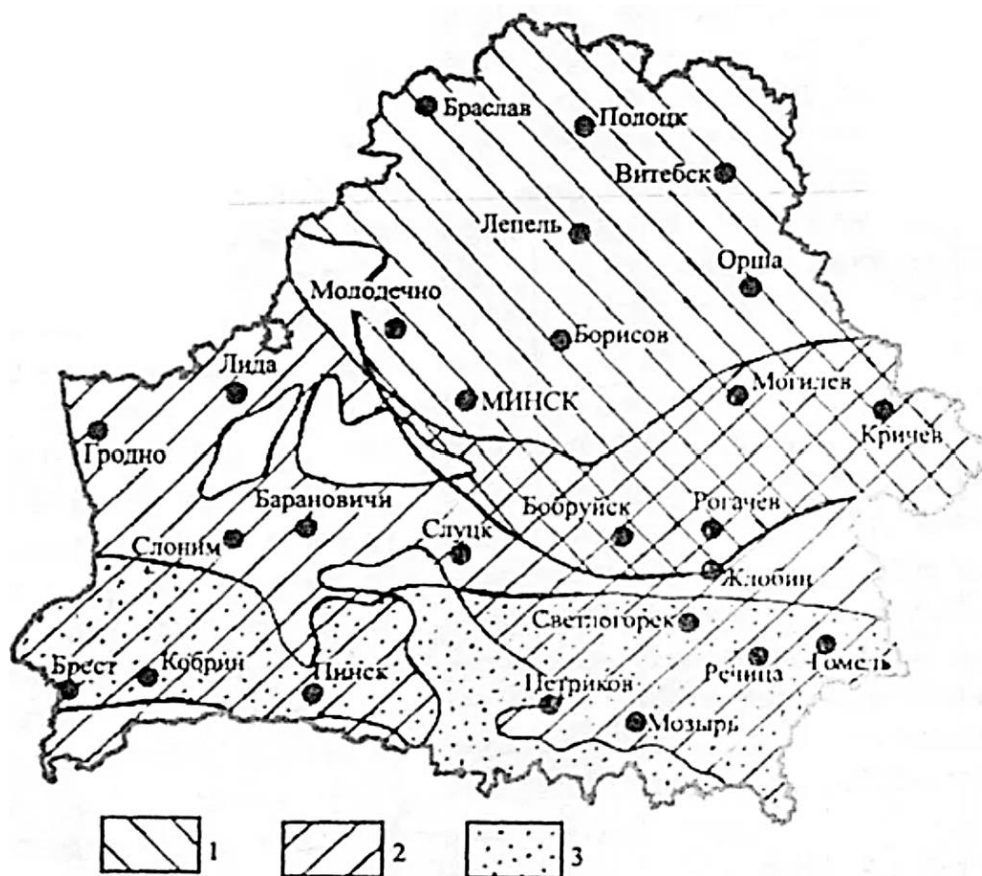 Браслав
Полоцк
Витебск
Лепель
Орша
Молодечно
Борисов
Лида
МИНСК
Могилев
Гродно
Кричев
Барановичи
Бобруйск
Рогачев
Слоним
Слуцк
Жлобин
Светлогорск
Брест
Кобрин
Пинск
Петриков
Речица
Гомель
Мозырь
1
2
3